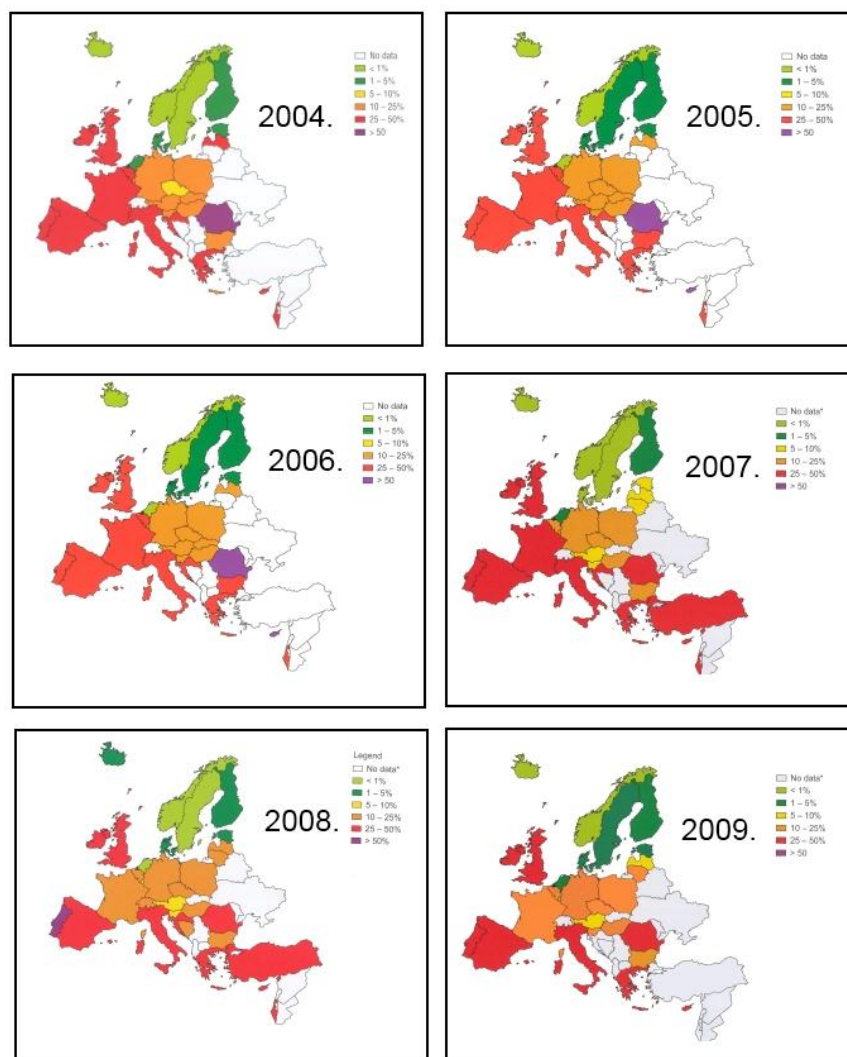 No data
< 1%
1 – 5%
5 – 10%
10 – 25%
25 – 50%
> 50
2004.
No data
< 1%
1 – 5%
5 – 10%
10 – 25%
25 – 50%
> 50
2005.
No data
< 1%
1 – 5%
5 – 10%
10 – 25%
25 – 50%
> 50
2006.
No data*
< 1%
1 – 5%
5 – 10%
10 – 25%
25 – 50%
> 50
2007.
Legend
No data*
< 1%
1 – 5%
5 – 10%
10 – 25%
25 – 50%
> 50%
2008.
No data*
< 1%
1 – 5%
5 – 10%
10 – 25%
25 – 50%
> 50
2009.